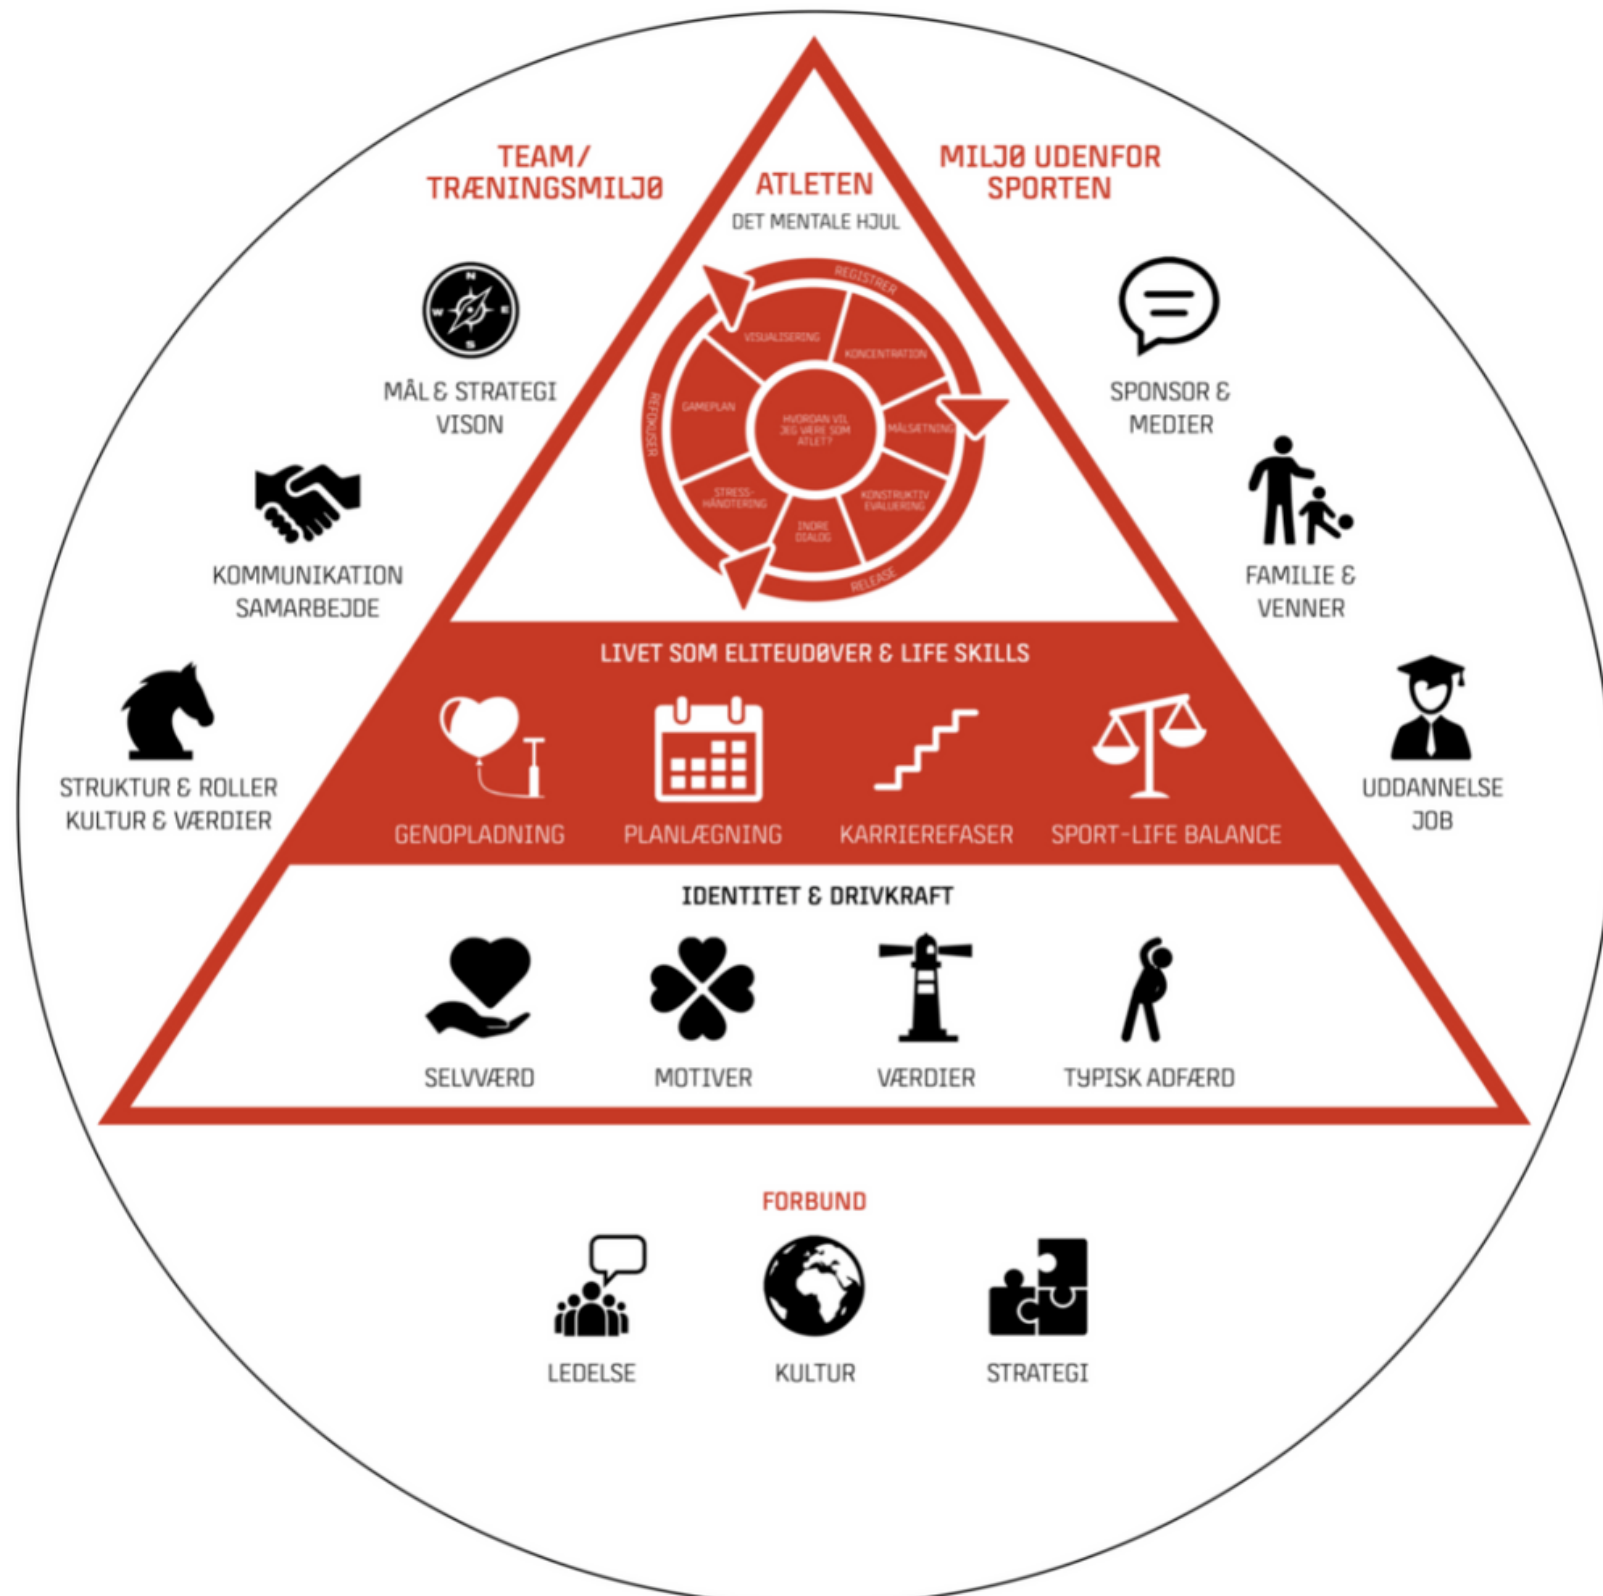 TEAM/
TRÆNINGSMILJØ
MÅL & STRATEGI
VISON
KOMMUNIKATION
SAMARBEJDE
STRUKTUR & ROLLER
KULTUR & VÆRDIER
ATLETEN
DET MENTALE HJUL
REGISTRER
RELEASE
REFOKUSER
VISUALISERING
KONCENTRATION
MÅLSÆTNING
KONSTRUKTIV
EVALUERING
INDRE
DIALOG
STRESS-
HÅNDTERING
GAMEPLAN
HVORDAN VIL
JEG VÆRE SOM
ATLET?
MILJØ UDENFOR
SPORTEN
SPONSOR &
MEDIER
FAMILIE &
VENNER
UDDANNELSE
JOB
LIVET SOM ELITEUDØVER & LIFE SKILLS
GENOPLADNING
PLANLÆGNING
KARRIEREFASER
SPORT-LIFE BALANCE
IDENTITET & DRIVKRAFT
SELVVÆRD
MOTIVER
VÆRDIER
TYPISK ADFÆRD
FORBUND
LEDELSE
KULTUR
STRATEGI
N
W
E
S